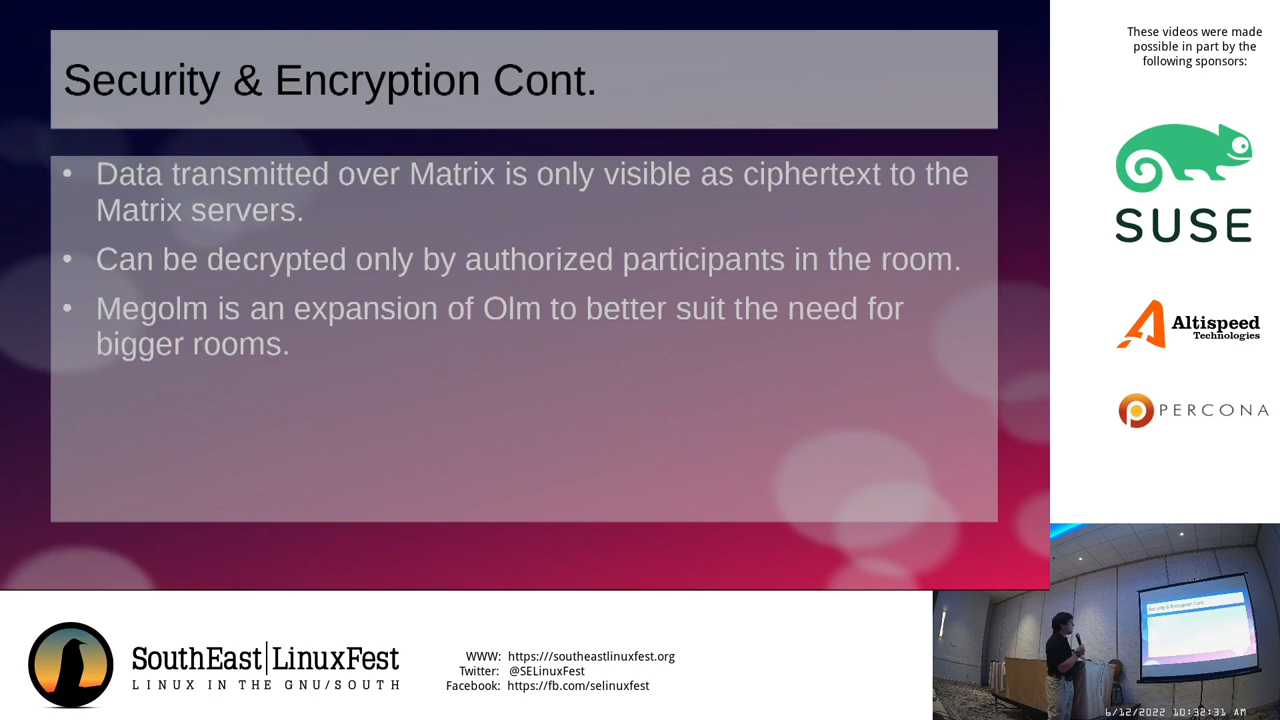 Security & Encryption Cont.
• Data transmitted over Matrix is only visible as ciphertext to the
Matrix servers.
• Can be decrypted only by authorized participants in the room.
• Megolm is an expansion of Olm to better suit the need for
bigger rooms.
These videos were made
possible in part by the
following sponsors:
SUSE
Altispeed
Technologies
PERCONA
SouthEast|LinuxFest
LINUX IN THE GNU/SOUTH
WWW: https:///southeastlinuxfest.org
Twitter: @SELinuxFest
Facebook: https://fb.com/selinuxfest
Security & Encryption Cont.
6/12/2022 10:32:31 AM